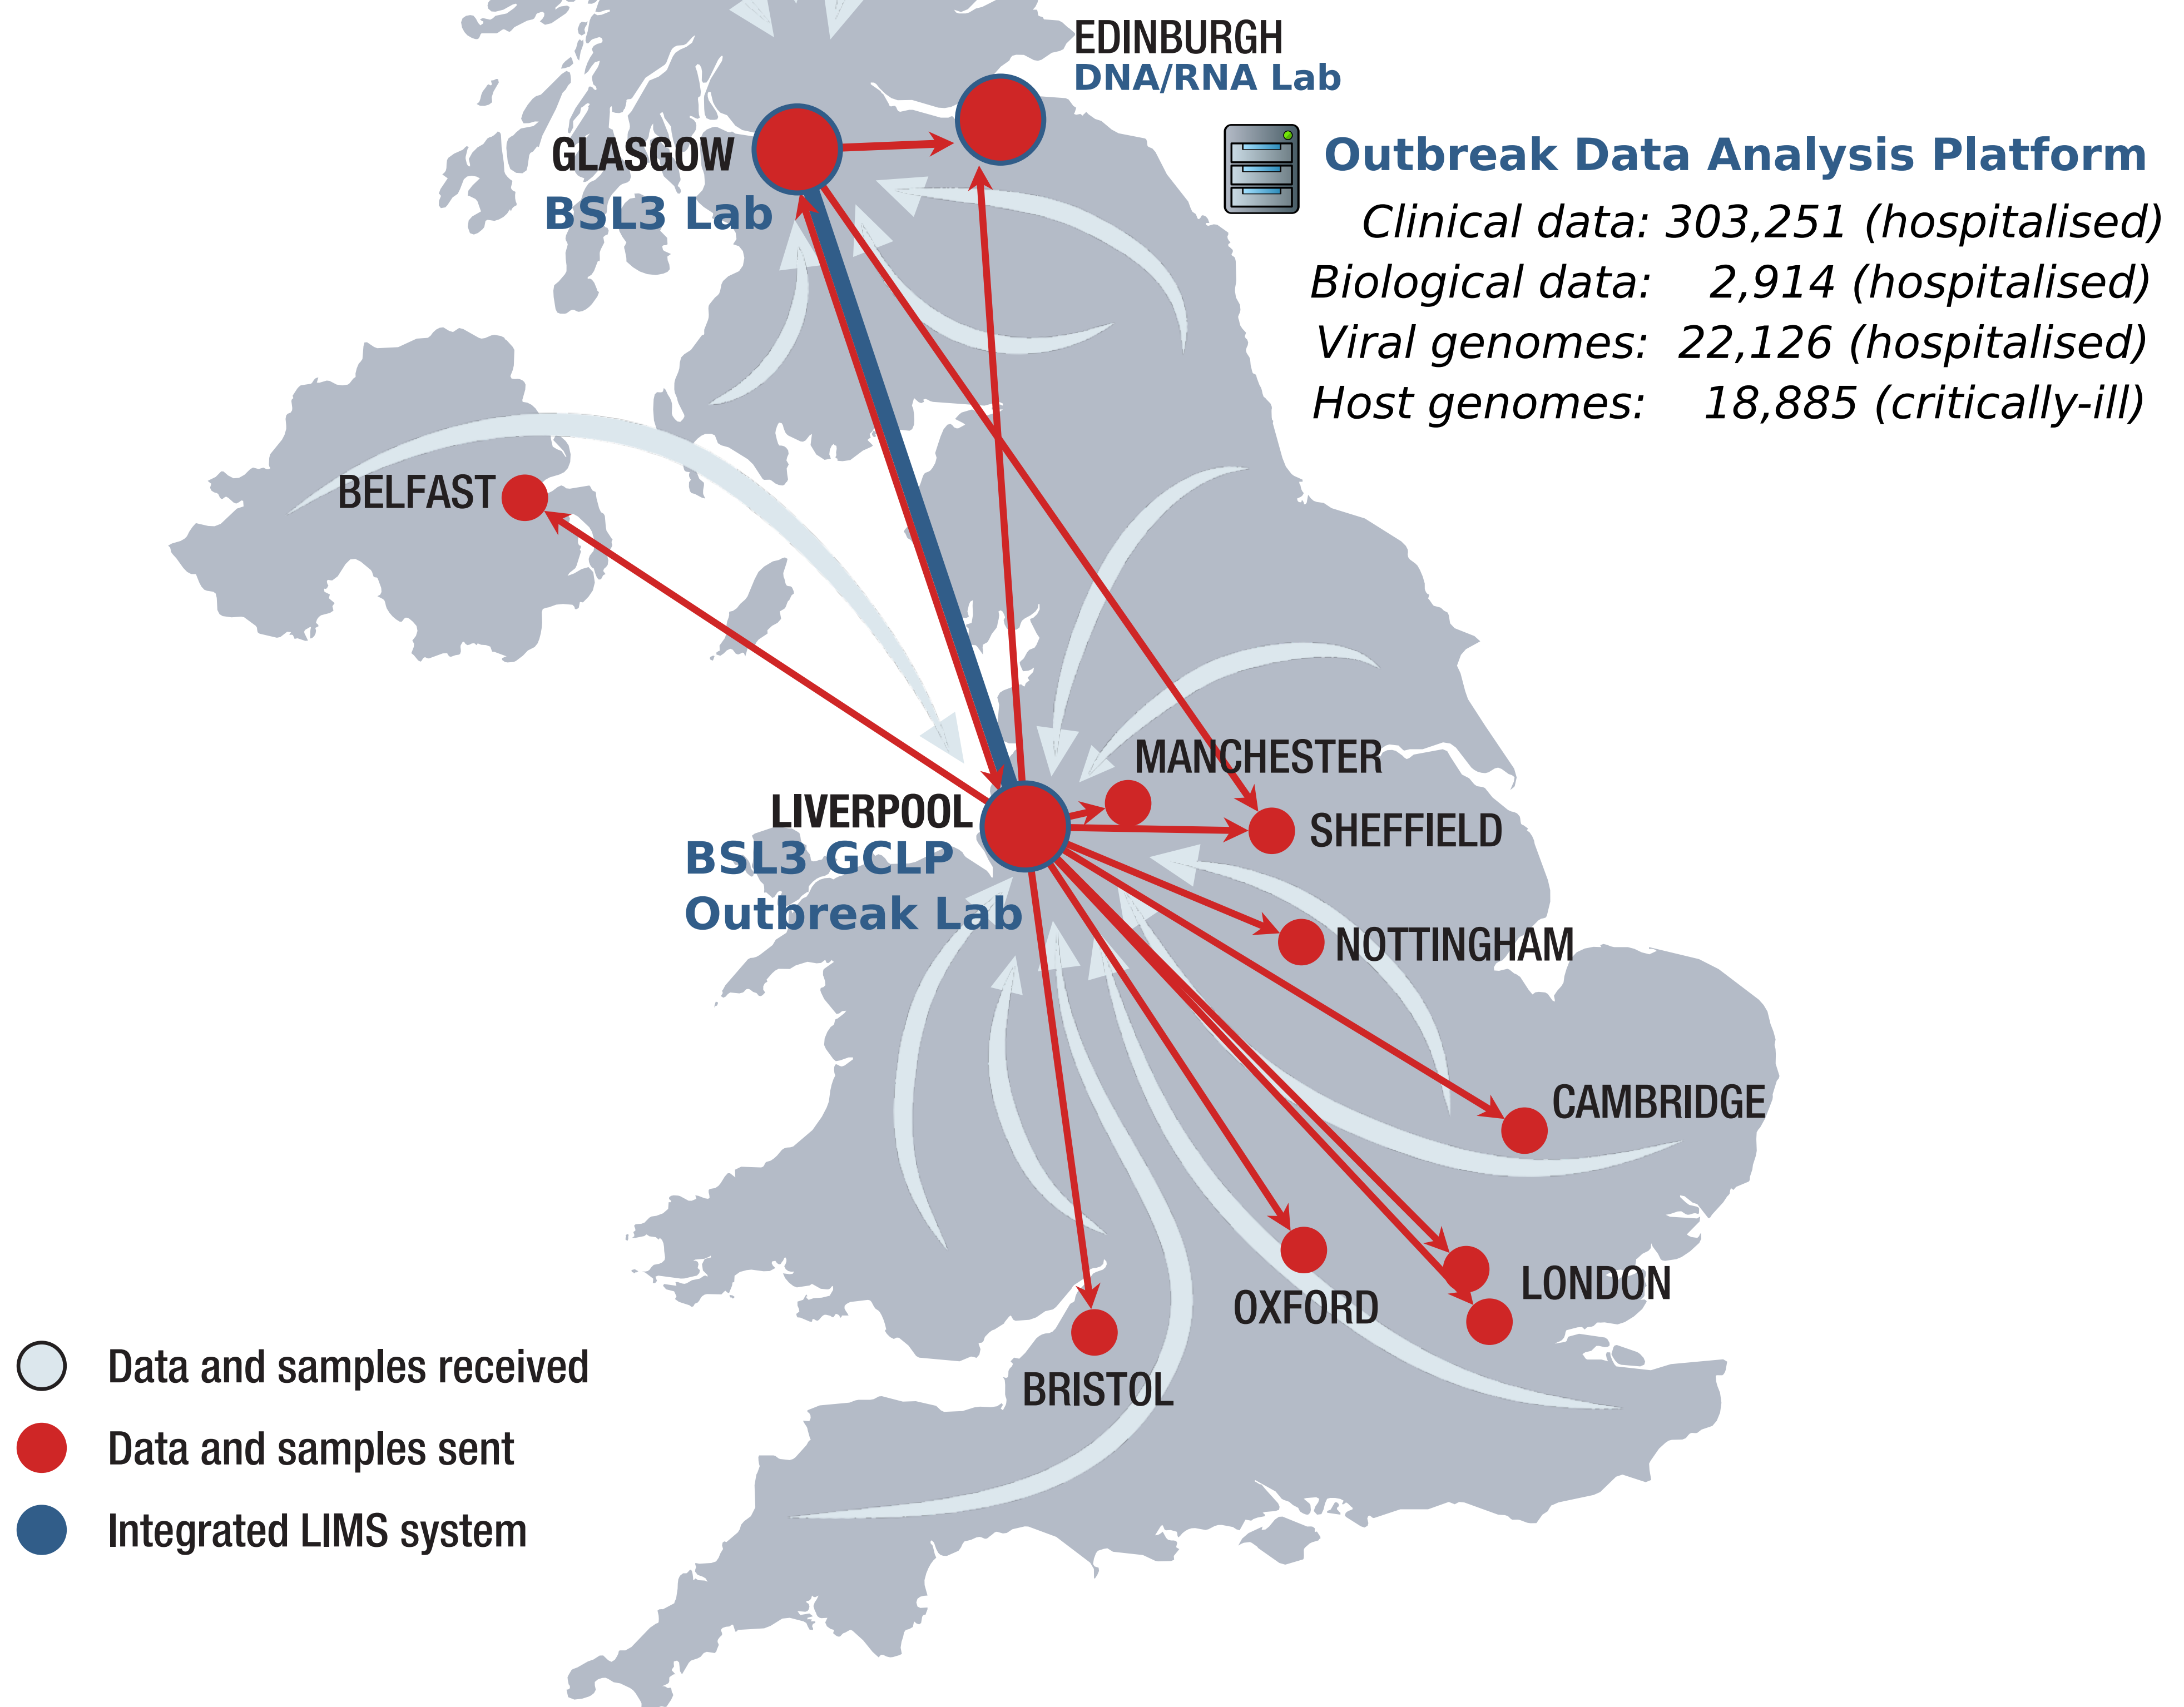 EDINBURGH
DNA/RNA Lab
GLASGOW
BSL3 Lab
Outbreak Data Analysis Platform
Clinical data: 303,251 (hospitalised)
Biological data: 2,914 (hospitalised)
Viral genomes: 22,126 (hospitalised)
Host genomes: 18,885 (critically-ill)
BELFAST
MANCHESTER
LIVERPOOL
BSL3 GCLP
Outbreak Lab
SHEFFIELD
NOTTINGHAM
CAMBRIDGE
LONDON
OXFORD
BRISTOL
Data and samples received
Data and samples sent
Integrated LIMS system